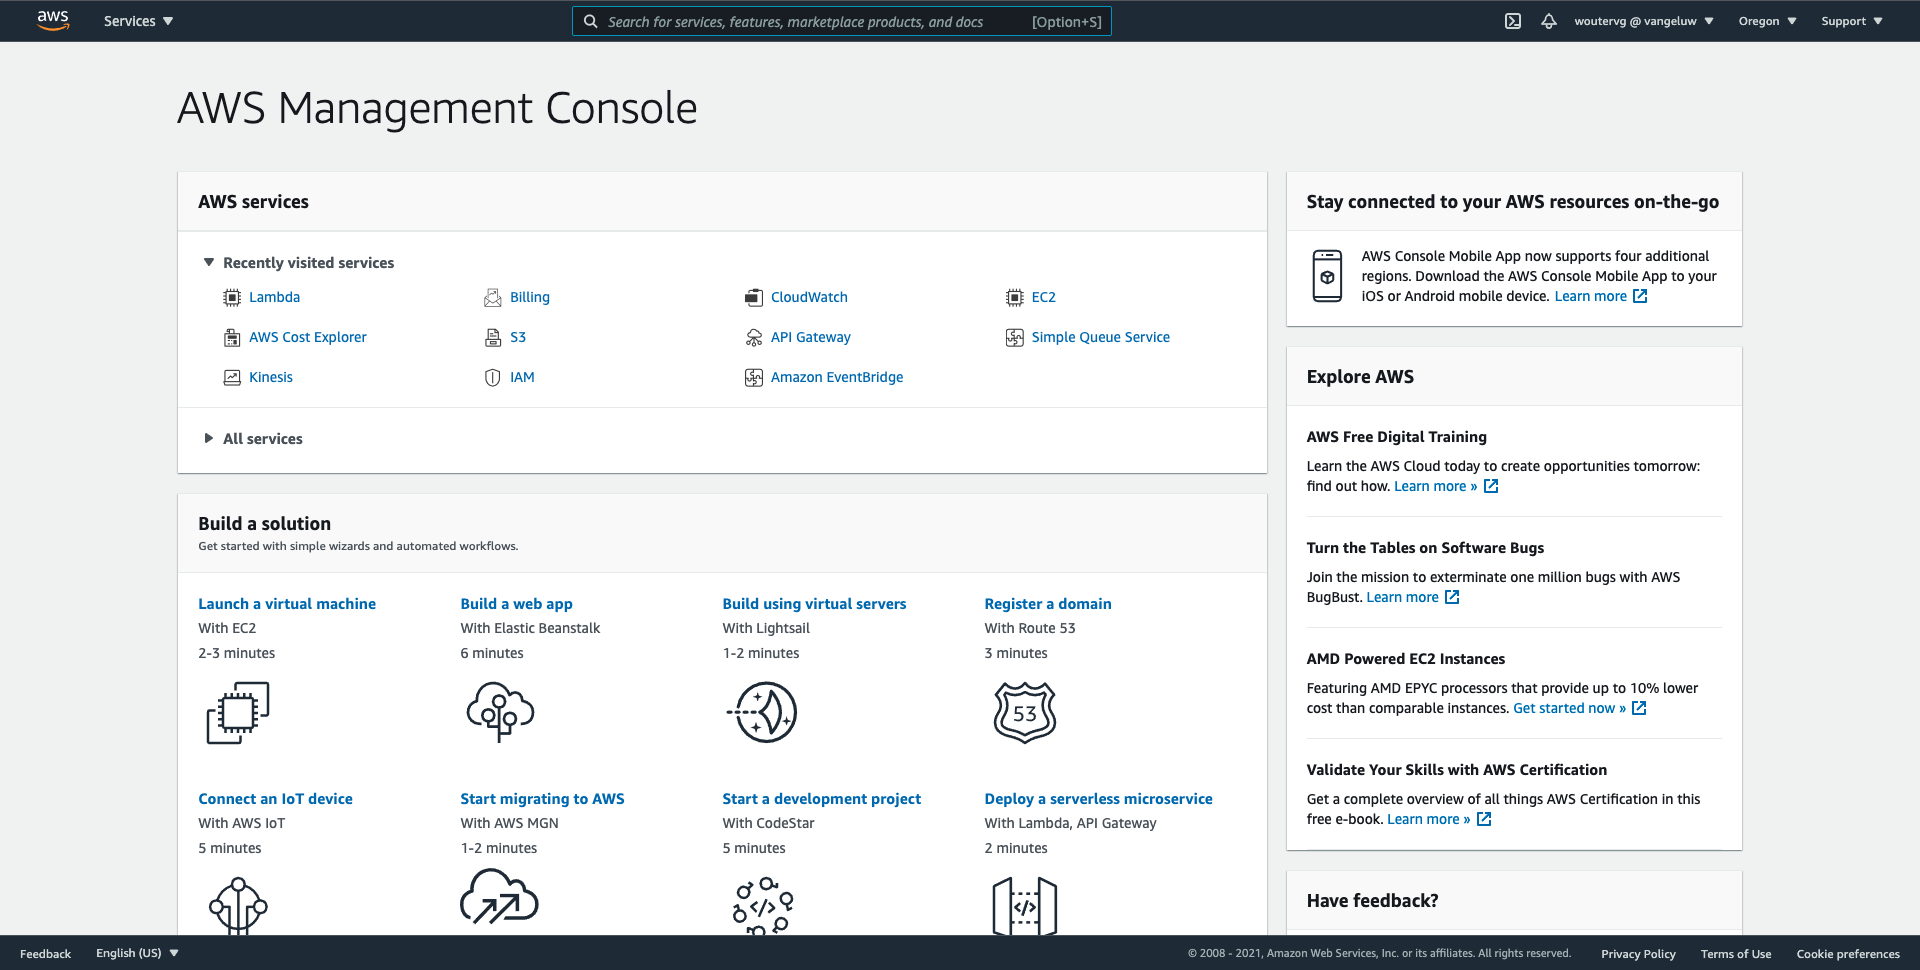 aws
Services
Search for services, features, marketplace products, and docs [Option+S]
woutervg @ vangeluw
Oregon
Support
AWS Management Console
AWS services
Recently visited services
Lambda
Billing
CloudWatch
EC2
AWS Cost Explorer
S3
API Gateway
Simple Queue Service
Kinesis
IAM
Amazon EventBridge
All services
Build a solution
Get started with simple wizards and automated workflows.
Launch a virtual machine
With EC2
2-3 minutes
Build a web app
With Elastic Beanstalk
6 minutes
Build using virtual servers
With Lightsail
1-2 minutes
Register a domain
With Route 53
3 minutes
53
Connect an IoT device
With AWS IoT
5 minutes
Start migrating to AWS
With AWS MGN
1-2 minutes
Start a development project
With CodeStar
5 minutes
</>
Deploy a serverless microservice
With Lambda, API Gateway
2 minutes
</>
Stay connected to your AWS resources on-the-go
AWS Console Mobile App now supports four additional
regions. Download the AWS Console Mobile App to your
iOS or Android mobile device. Learn more
Explore AWS
AWS Free Digital Training
Learn the AWS Cloud today to create opportunities tomorrow:
find out how. Learn more »
Turn the Tables on Software Bugs
Join the mission to exterminate one million bugs with AWS
BugBust. Learn more
AMD Powered EC2 Instances
Featuring AMD EPYC processors that provide up to 10% lower
cost than comparable instances. Get started now »
Validate Your Skills with AWS Certification
Get a complete overview of all things AWS Certification in this
free e-book. Learn more »
Have feedback?
Feedback
English (US)
© 2008 - 2021, Amazon Web Services, Inc. or its affiliates. All rights reserved.
Privacy Policy
Terms of Use
Cookie preferences